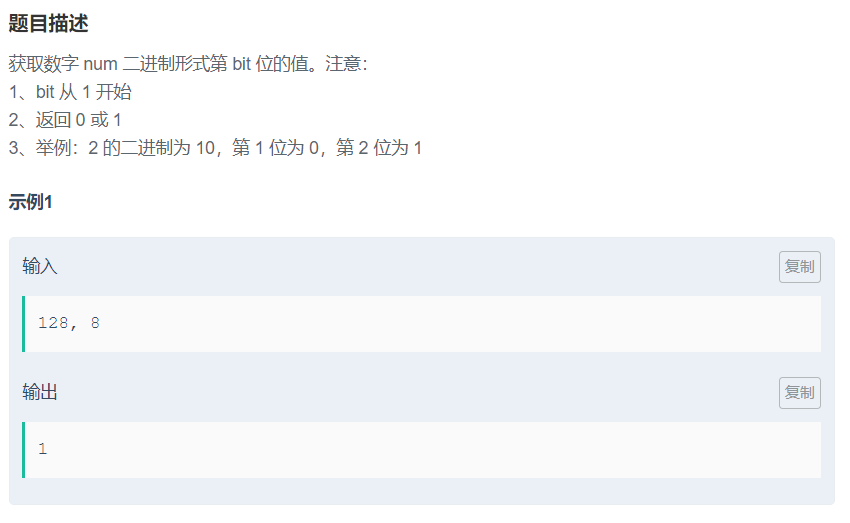 题目描述
获取数字 num 二进制形式第 bit 位的值。注意：
1、bit 从 1 开始
2、返回 0 或 1
3、举例：2 的二进制为 10，第 1 位为 0，第 2 位为 1
示例1
输入
复制
128, 8
输出
复制
1